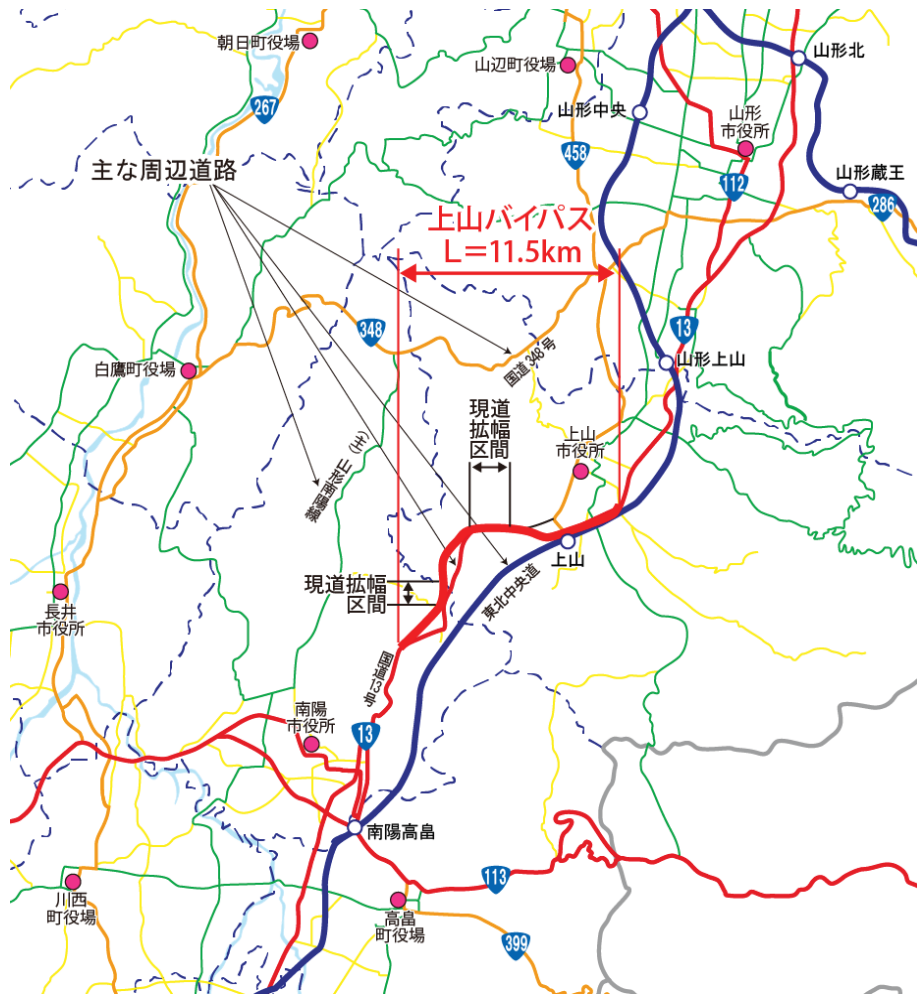 朝日町役場
山形北
山辺町役場
267
山形中央
山形
市役所
458
主な周辺道路
112
山形蔵王
286
上山バイパス
L=11.5km
348
13
国道348号
山形上山
白鷹町役場
現道
拡幅
区間
上山
市役所
(主)山形南陽線
上山
現道拡幅
区間
東北中央道
長井
市役所
国道13号
南陽
市役所
13
南陽高畠
113
川西
町役場
高畠
町役場
399